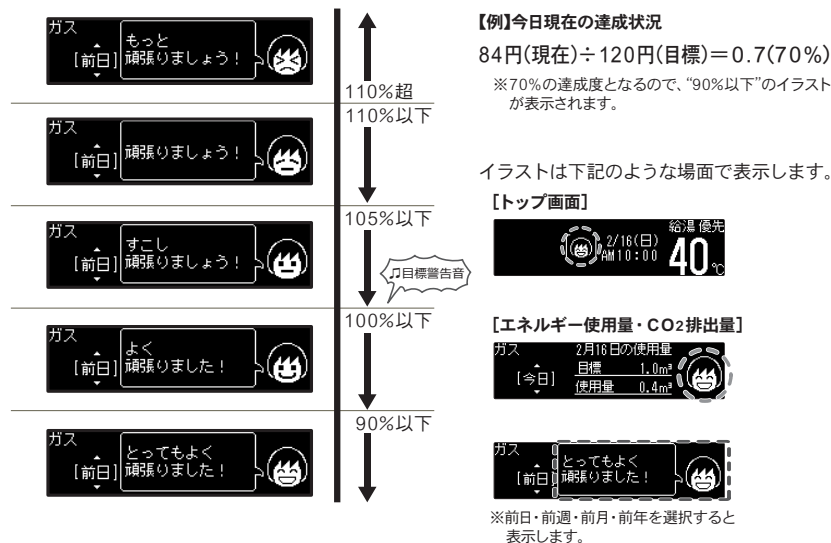 ガス
もっと
[前日] 頑張りましょう!
110%超
110%以下
ガス
[前日] 頑張りましょう!
105%以下
ガス
すこし
[前日] 頑張りましょう!
♫目標警告音
100%以下
ガス
よく
[前日] 頑張りました!
90%以下
ガス
とってもよく
[前日] 頑張りました!
【例】今日現在の達成状況
84円(現在)÷120円(目標)=0.7(70%)
※70%の達成度となるので、“90%以下”のイラスト
が表示されます。
イラストは下記のような場面で表示します。
[トップ画面]
給湯 優先
2/16(日)
AM10:00
40℃
[エネルギー使用量・CO2排出量]
ガス 2月16日の使用量
目標 1.0m³
[今日]
使用量 0.4m³
ガス
とってもよく
[前日] 頑張りました!
※前日・前週・前月・前年を選択すると
表示します。